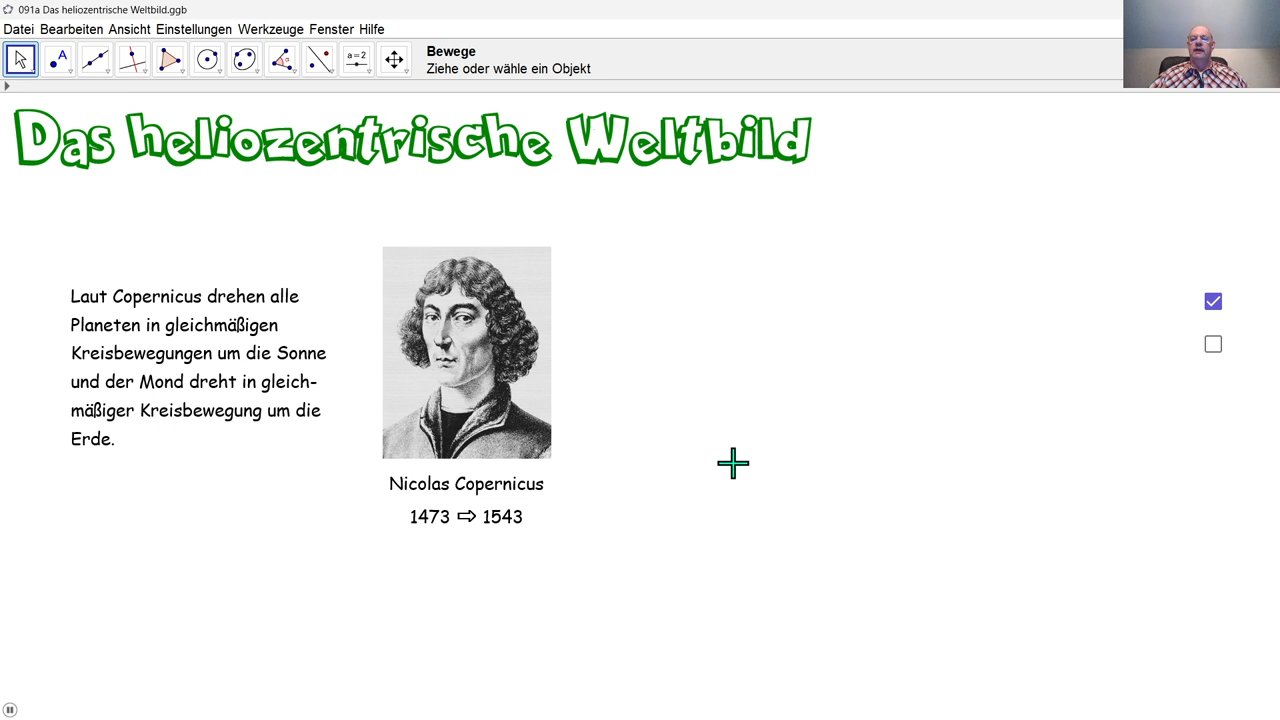 091a Das heliozentrische Weltbild.ggb
Datei Bearbeiten Ansicht Einstellungen Werkzeuge Fenster Hilfe
A
a=2
Bewege
Ziehe oder wähle ein Objekt
Das heliozentrische Weltbild
Laut Copernicus drehen alle
Planeten in gleichmäßigen
Kreisbewegungen um die Sonne
und der Mond dreht in gleich-
mäßiger Kreisbewegung um die
Erde.
Nicolas Copernicus
1473 ⇨ 1543